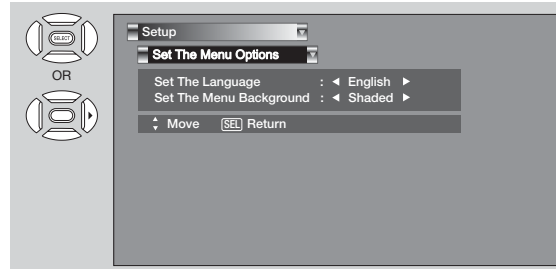 SELECT
OR
Setup
Set The Menu Options
Set The Language : ◄ English ►
Set The Menu Background : ◄ Shaded ►
Move SEL Return